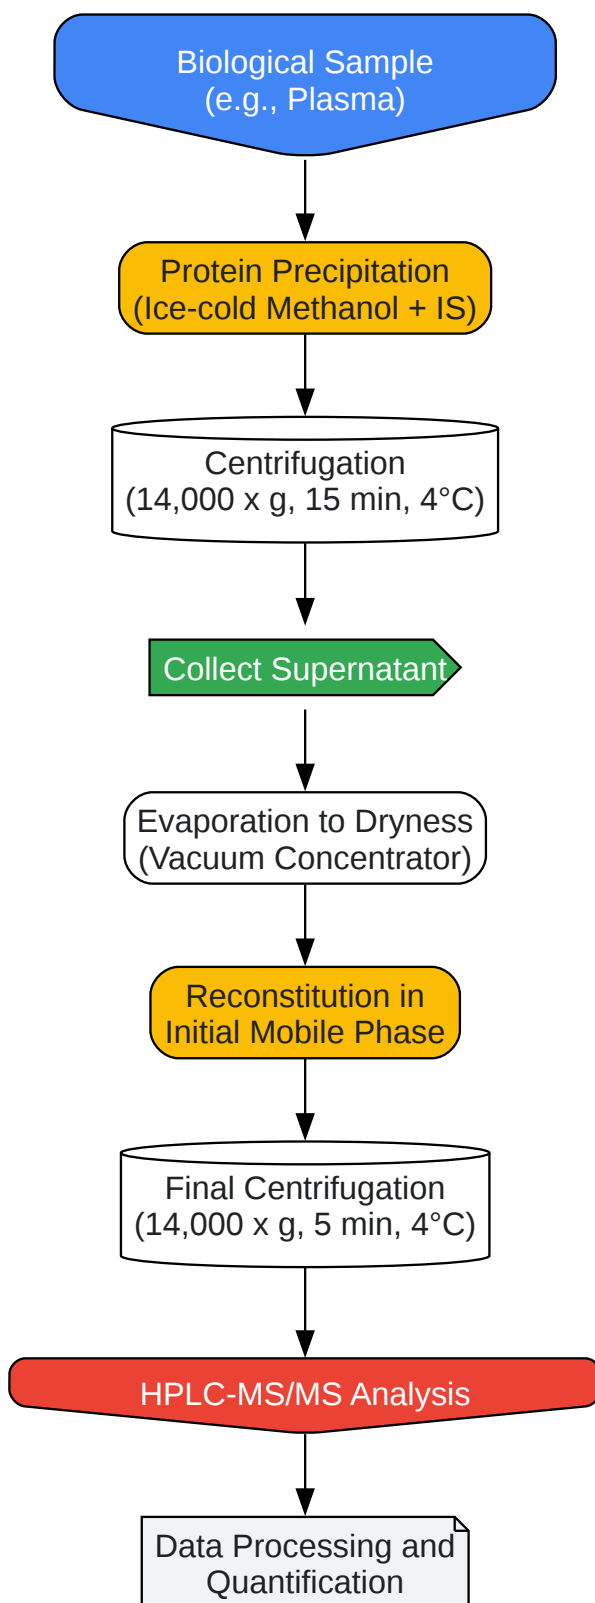 Biological Sample
(e.g., Plasma)
Protein Precipitation
(Ice-cold Methanol + IS)
Centrifugation
(14,000 x g, 15 min, 4°C)
Collect Supernatant
Evaporation to Dryness
(Vacuum Concentrator)
Reconstitution in
Initial Mobile Phase
Final Centrifugation
(14,000 x g, 5 min, 4°C)
HPLC-MS/MS Analysis
Data Processing and
Quantification